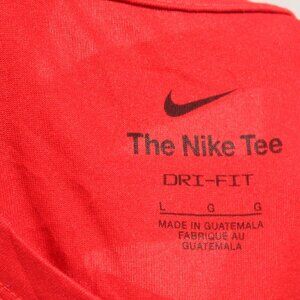 The Nike Tee
DRI-FIT
L G G
MADE IN GUATEMALA
FABRIQUÉ AU
GUATEMALA